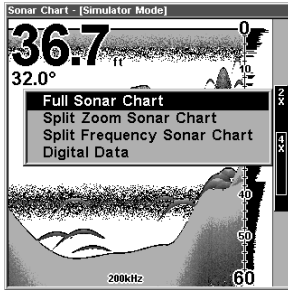 Sonar Chart - [Simulator Mode]
36.7 ft
32.0°
0
10
Full Sonar Chart
Split Zoom Sonar Chart
Split Frequency Sonar Chart
Digital Data
2X
4X
40
50
60
200kHz